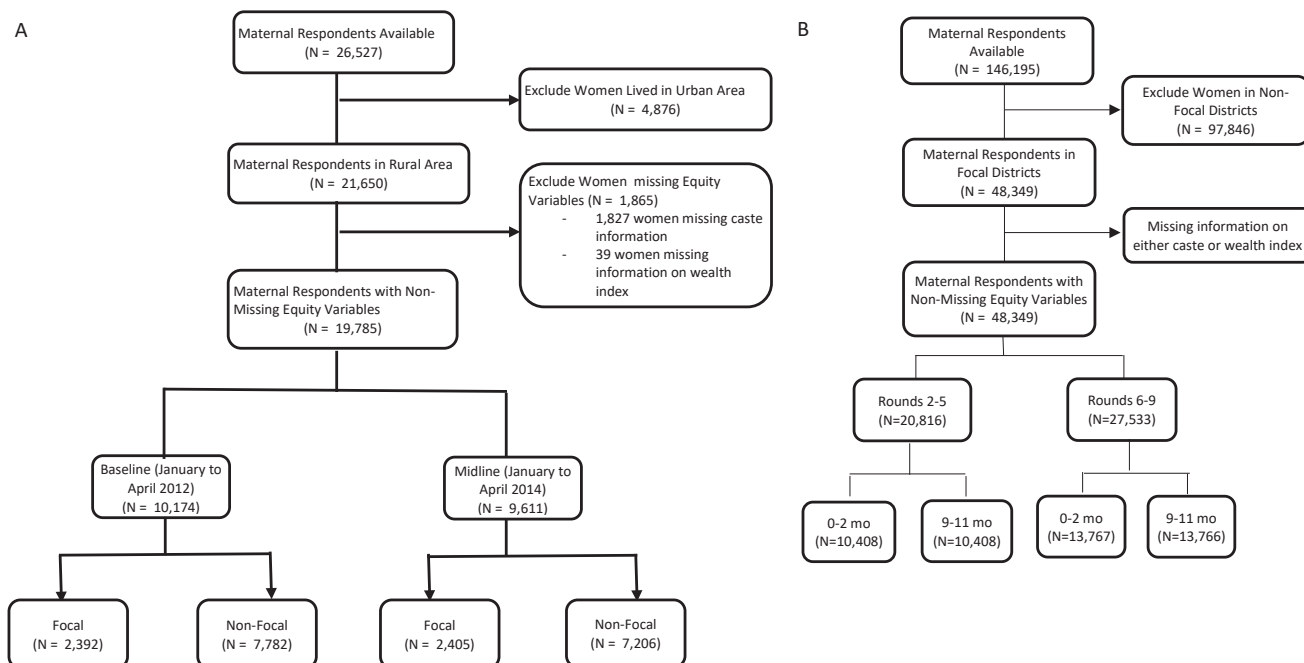 A
Maternal Respondents Available
(N = 26,527)
Exclude Women Lived in Urban Area
(N = 4,876)
Maternal Respondents in Rural Area
(N = 21,650)
Exclude Women missing Equity
Variables (N = 1,865)
- 1,827 women missing caste
information
- 39 women missing
information on wealth
index
Maternal Respondents with Non-
Missing Equity Variables
(N = 19,785)
Baseline (January to
April 2012)
(N = 10,174)
Midline (January to
April 2014)
(N = 9,611)
Focal
(N = 2,392)
Non-Focal
(N = 7,782)
Focal
(N = 2,405)
Non-Focal
(N = 7,206)
B
Maternal Respondents
Available
(N = 146,195)
Exclude Women in Non-
Focal Districts
(N = 97,846)
Maternal Respondents in
Focal Districts
(N = 48,349)
Missing information on
either caste or wealth index
Maternal Respondents with
Non-Missing Equity Variables
(N = 48,349)
Rounds 2-5
(N=20,816)
Rounds 6-9
(N=27,533)
0-2 mo
(N=10,408)
9-11 mo
(N=10,408)
0-2 mo
(N=13,767)
9-11 mo
(N=13,766)